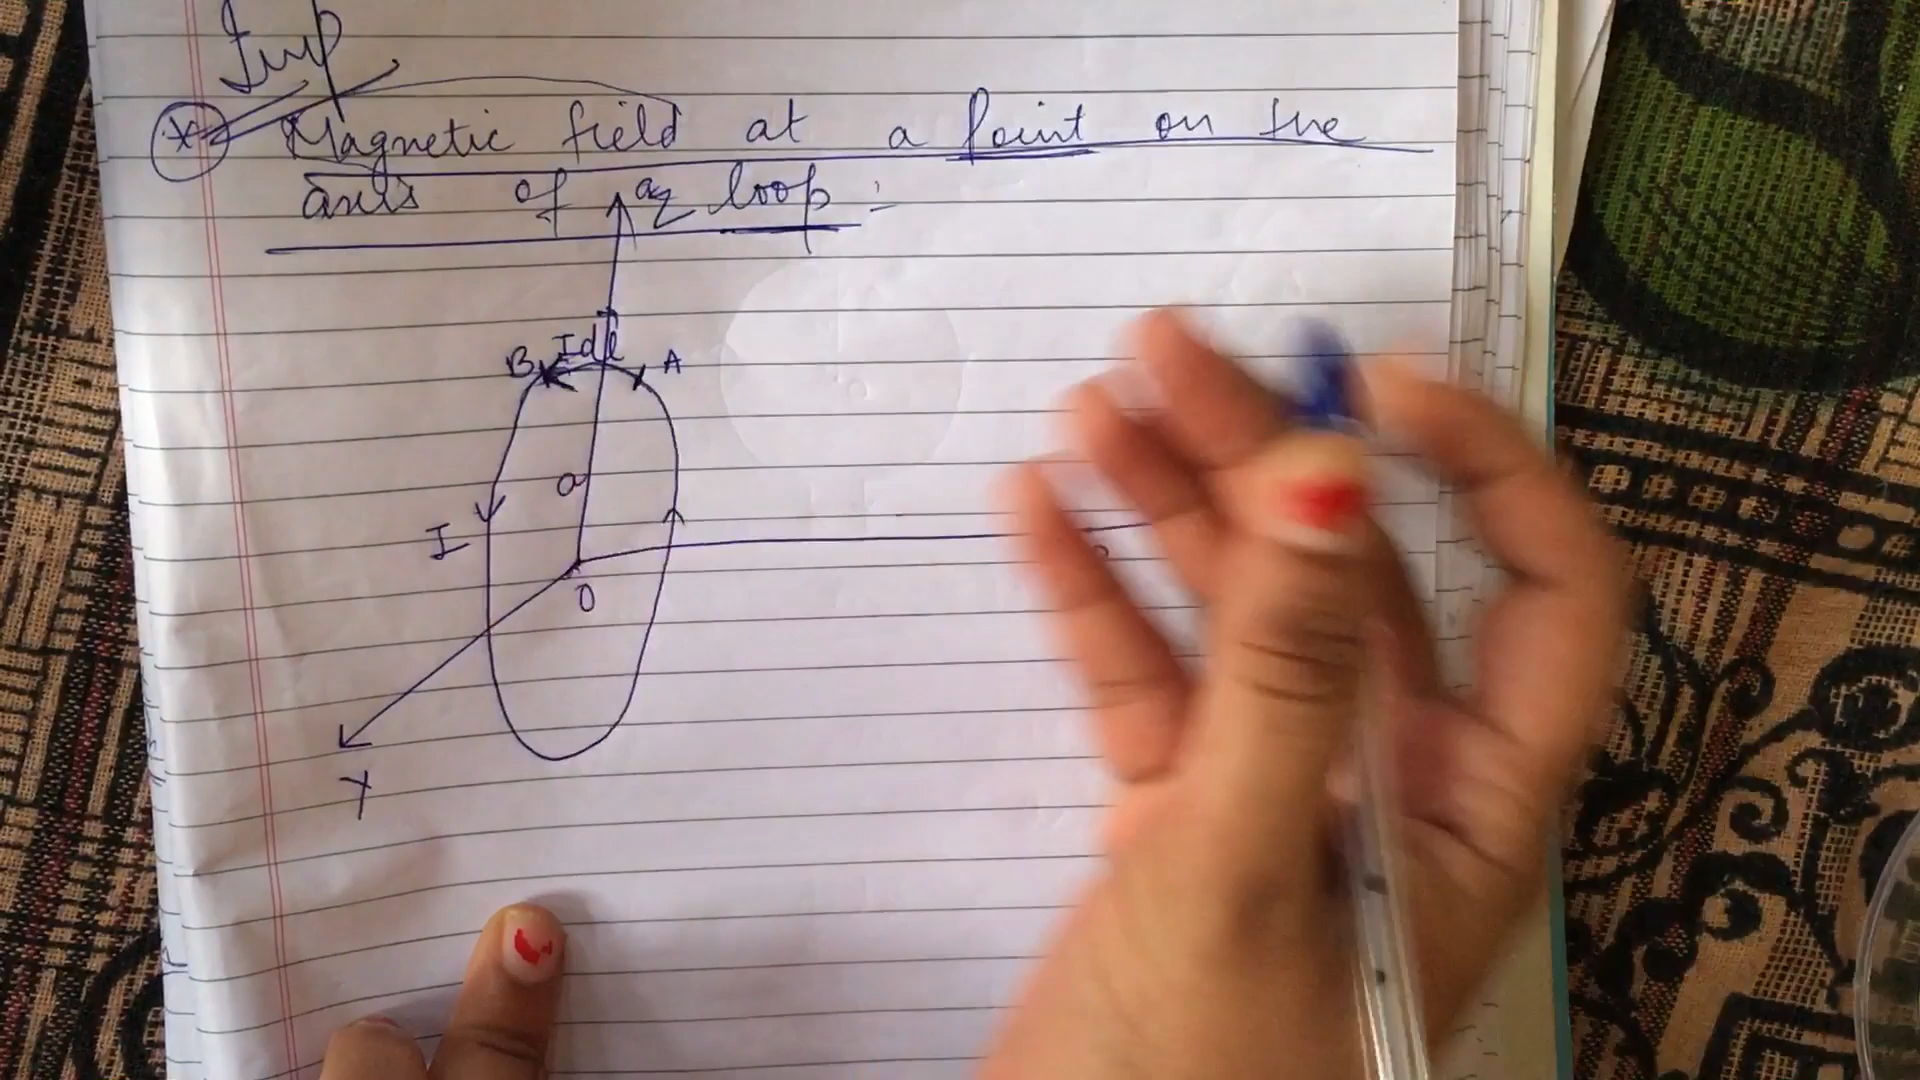 Imp
* Magnetic field at a Point on the
axis of a loop :-
B Idl A
a
I
O
Y